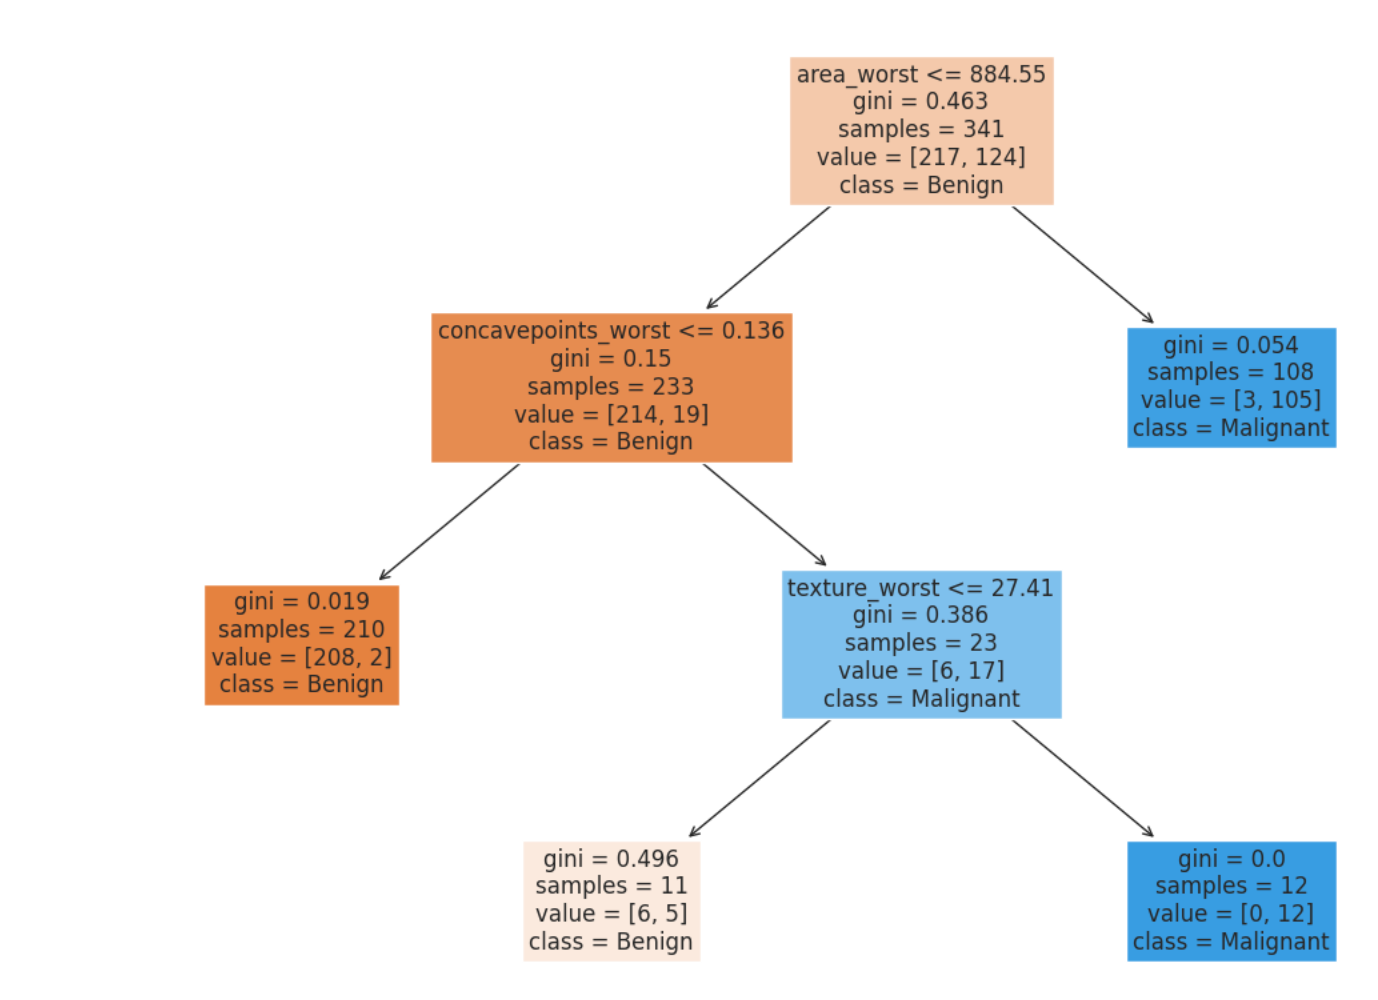 area_worst <= 884.55
gini = 0.463
samples = 341
value = [217, 124]
class = Benign
concavepoints_worst <= 0.136
gini = 0.15
samples = 233
value = [214, 19]
class = Benign
gini = 0.054
samples = 108
value = [3, 105]
class = Malignant
gini = 0.019
samples = 210
value = [208, 2]
class = Benign
texture_worst <= 27.41
gini = 0.386
samples = 23
value = [6, 17]
class = Malignant
gini = 0.496
samples = 11
value = [6, 5]
class = Benign
gini = 0.0
samples = 12
value = [0, 12]
class = Malignant